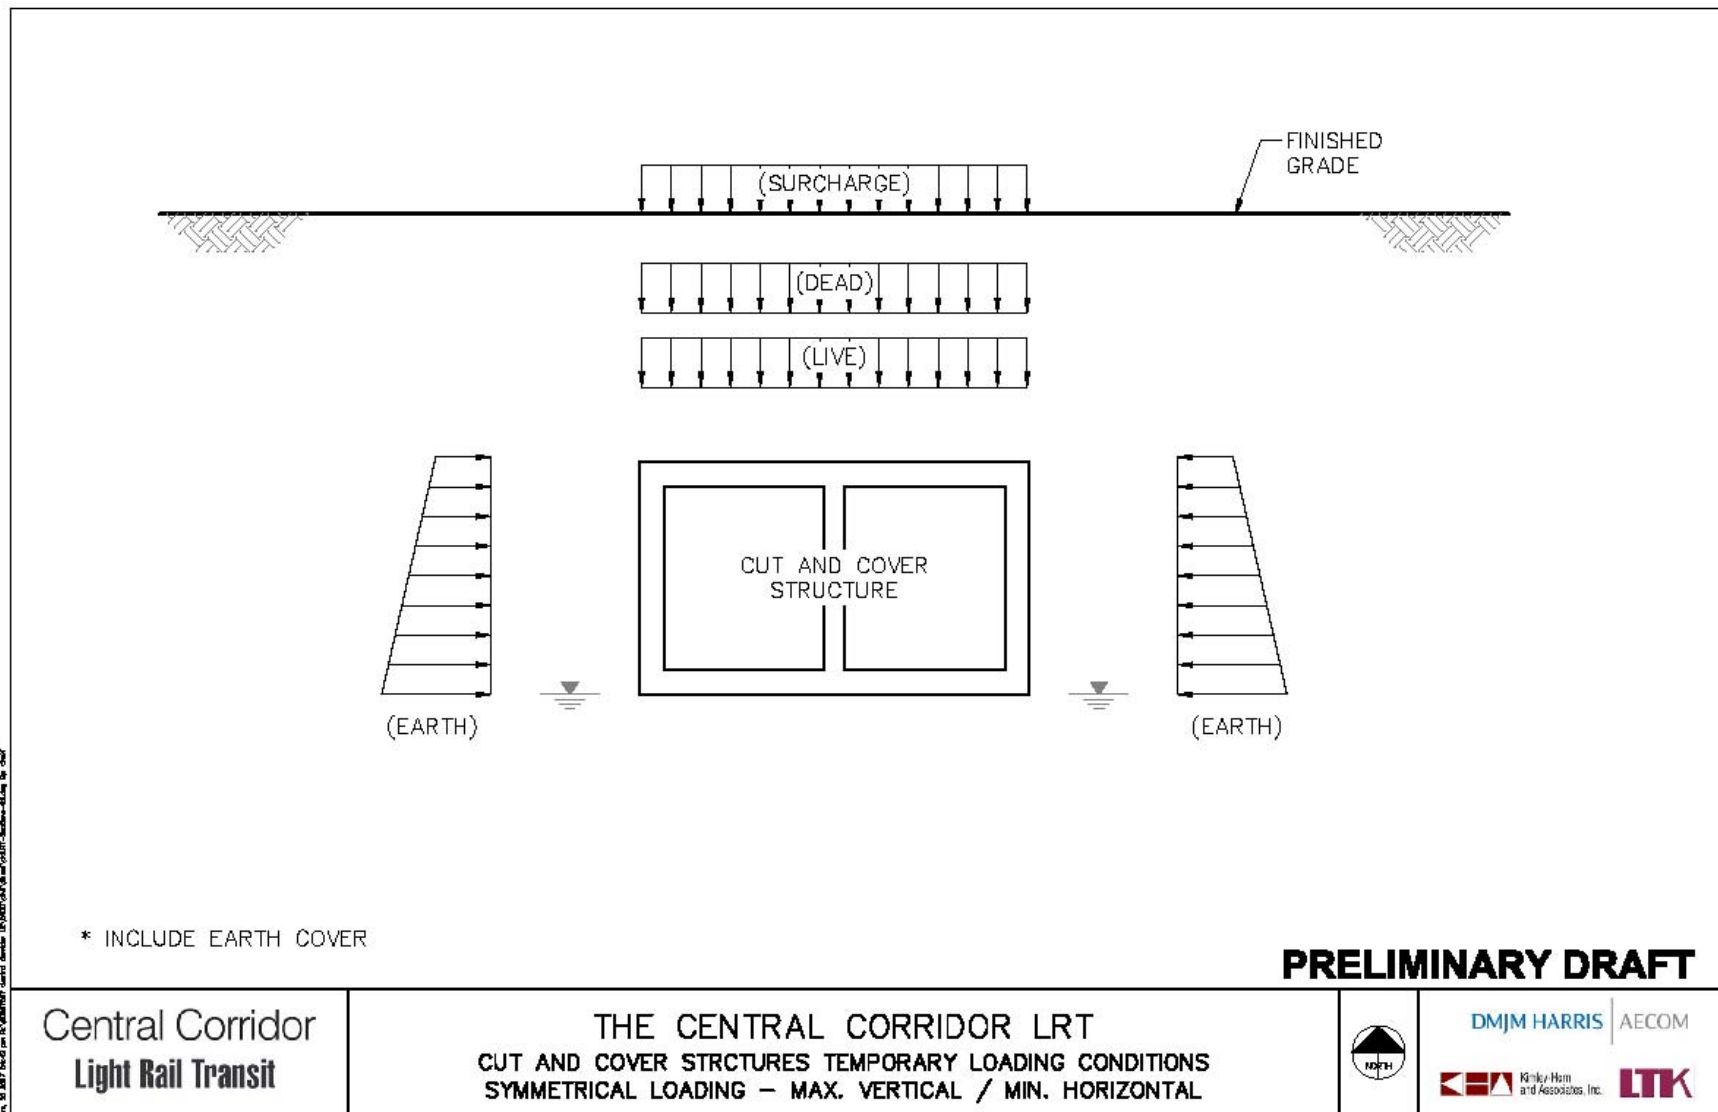 FINISHED
GRADE
(SURCHARGE)
(DEAD)
(LIVE)
CUT AND COVER
STRUCTURE
(EARTH)
(EARTH)
* INCLUDE EARTH COVER
PRELIMINARY DRAFT
Central Corridor
Light Rail Transit
THE CENTRAL CORRIDOR LRT
CUT AND COVER STRCTURES TEMPORARY LOADING CONDITIONS
SYMMETRICAL LOADING – MAX. VERTICAL / MIN. HORIZONTAL
NORTH
DMJM HARRIS AECOM
Kimley-Horn
and Associates, Inc.
LTK